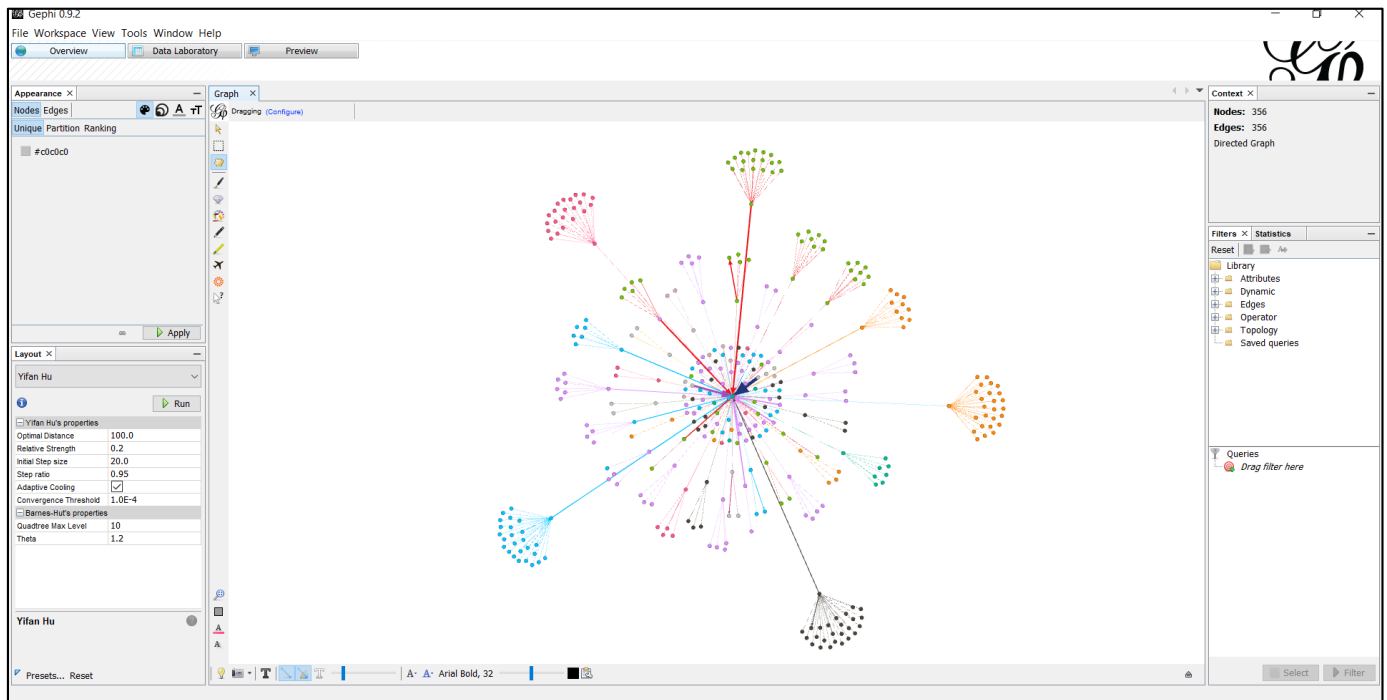 Gephi 0.9.2
File Workspace View Tools Window Help
Overview Data Laboratory Preview
Appearance
Nodes Edges A T
Unique Partition Ranking
#c0c0c0
Apply
Layout
Yifan Hu
Run
Yifan Hu's properties
Optimal Distance 100.0
Relative Strength 0.2
Initial Step size 20.0
Step ratio 0.95
Adaptive Cooling
Convergence Threshold 1.0E-4
Barnes-Hut's properties
Quadtree Max Level 10
Theta 1.2
Yifan Hu
Presets... Reset
Graph
Dragging (Configure)
T T A- A- Arial Bold, 32
Context
Nodes: 356
Edges: 356
Directed Graph
Filters Statistics
Reset
Library
Attributes
Dynamic
Edges
Operator
Topology
Saved queries
Queries
Drag filter here
Select Filter